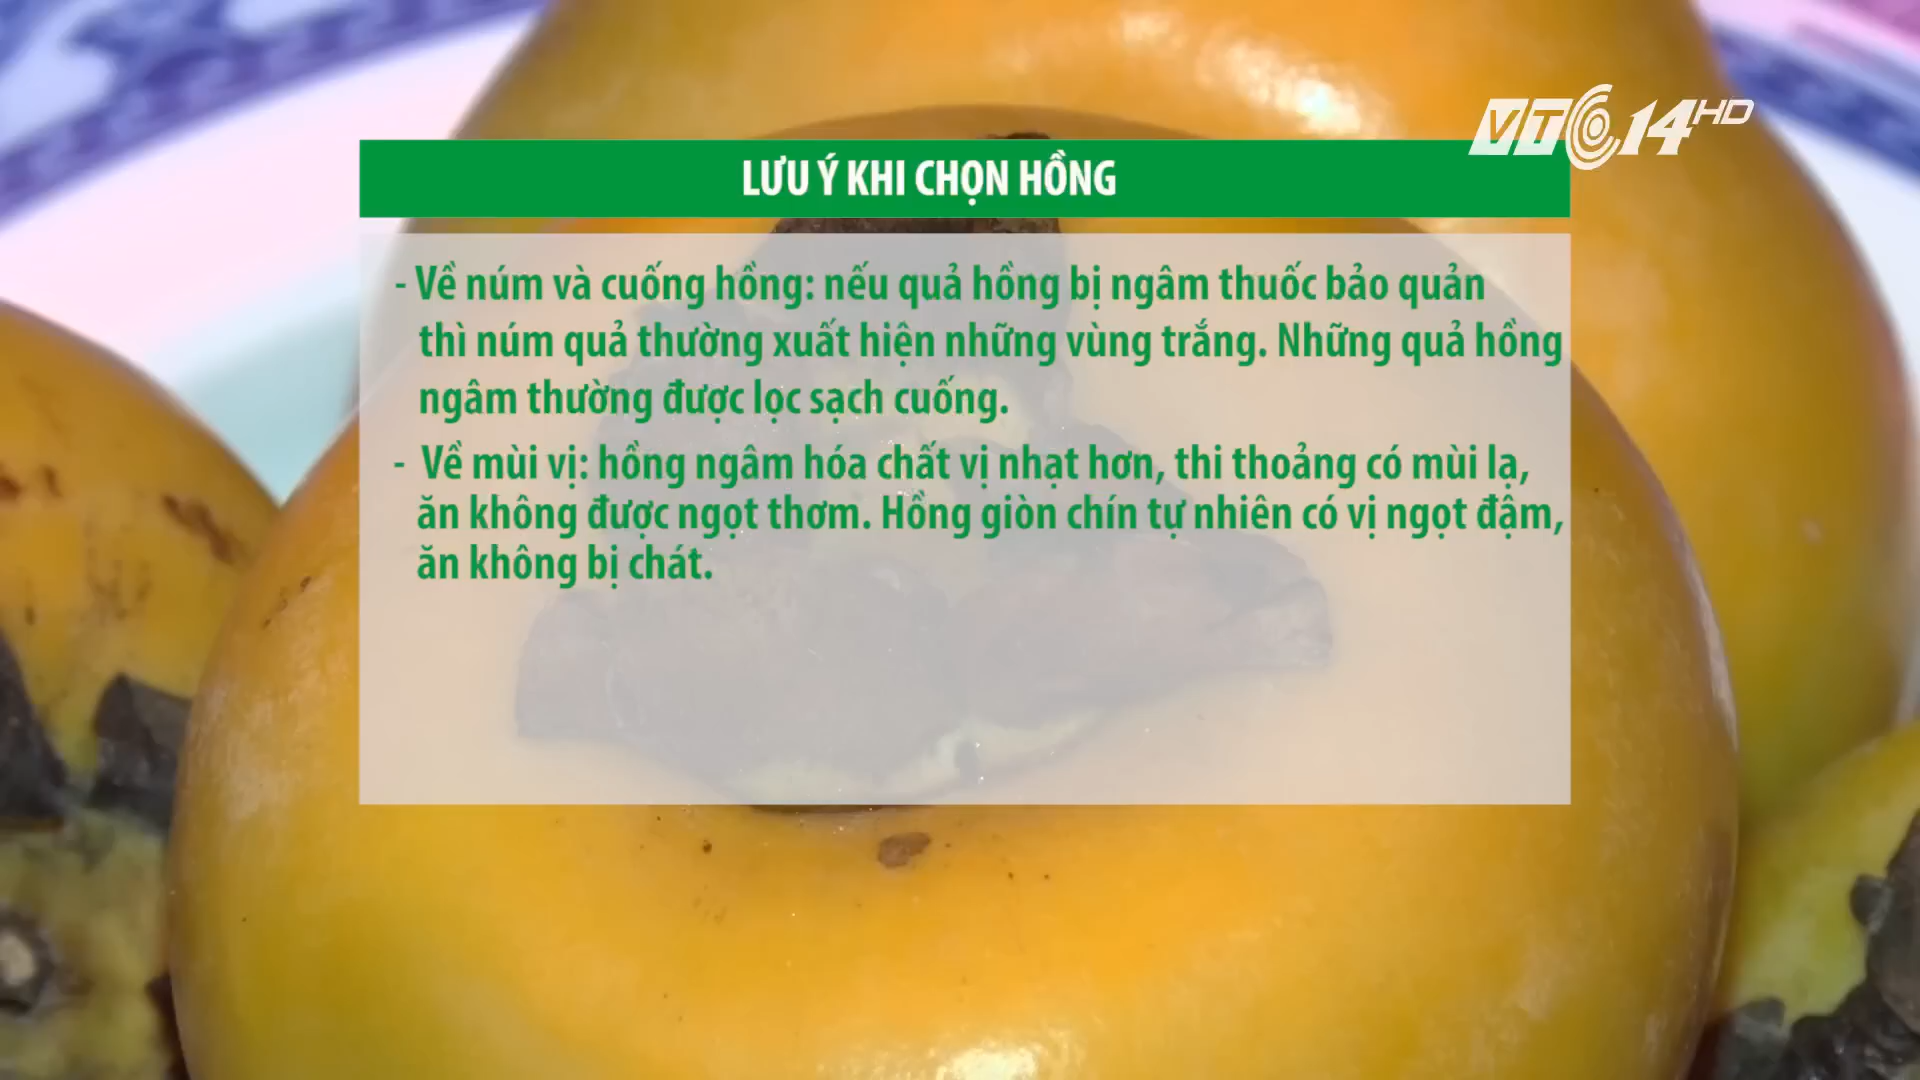 VTC14 HD
LƯU Ý KHI CHỌN HỒNG
- Về núm và cuống hồng: nếu quả hồng bị ngâm thuốc bảo quản
thì núm quả thường xuất hiện những vùng trắng. Những quả hồng
ngâm thường được lọc sạch cuống.
- Về mùi vị: hồng ngâm hóa chất vị nhạt hơn, thi thoảng có mùi lạ,
ăn không được ngọt thơm. Hồng giòn chín tự nhiên có vị ngọt đậm,
ăn không bị chát.